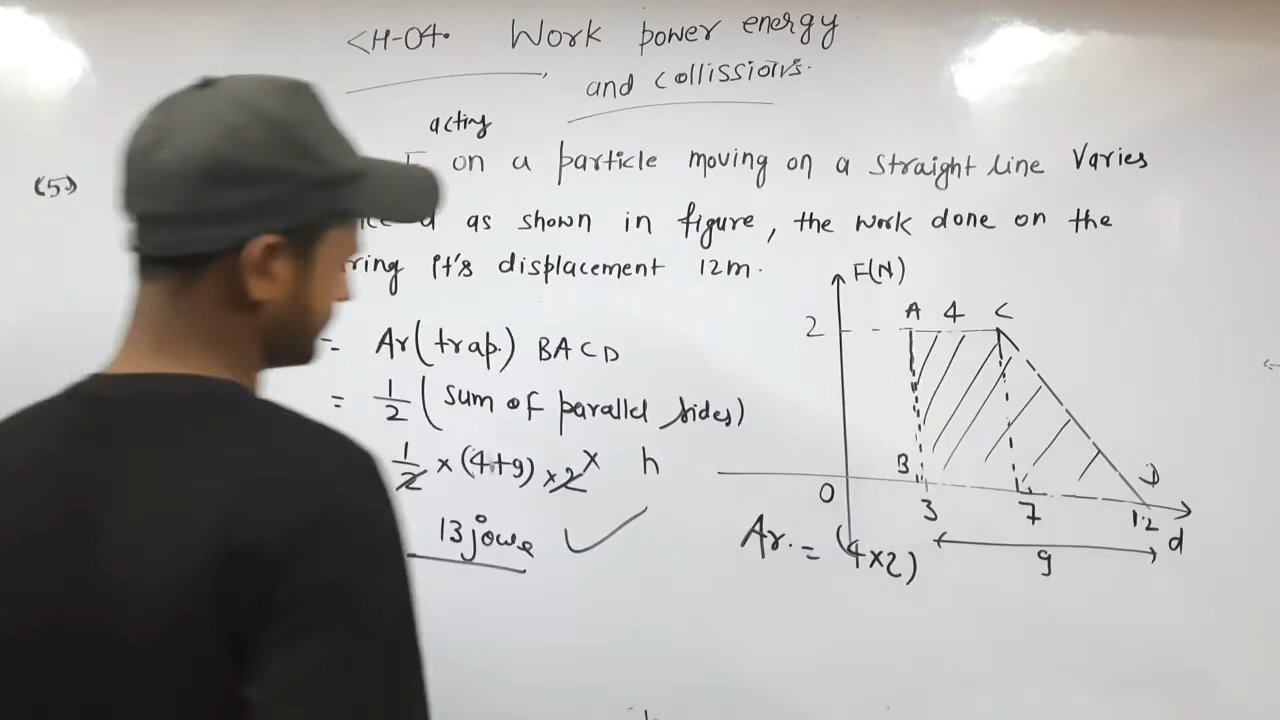 CH-04. Work power energy
and collissions.
acting
(5) F on a particle moving on a straight line varies
d as shown in figure, the work done on the
ring it's displacement 12m.
F(N)
A 4 C
2
= Ar(trap.) BACD
= 1/2 (sum of parallel sides)
1/2 × (4+9) ×2 × h
B D
0 3 7 12 d
13 joule ✓
Ar. = (4×2)
9